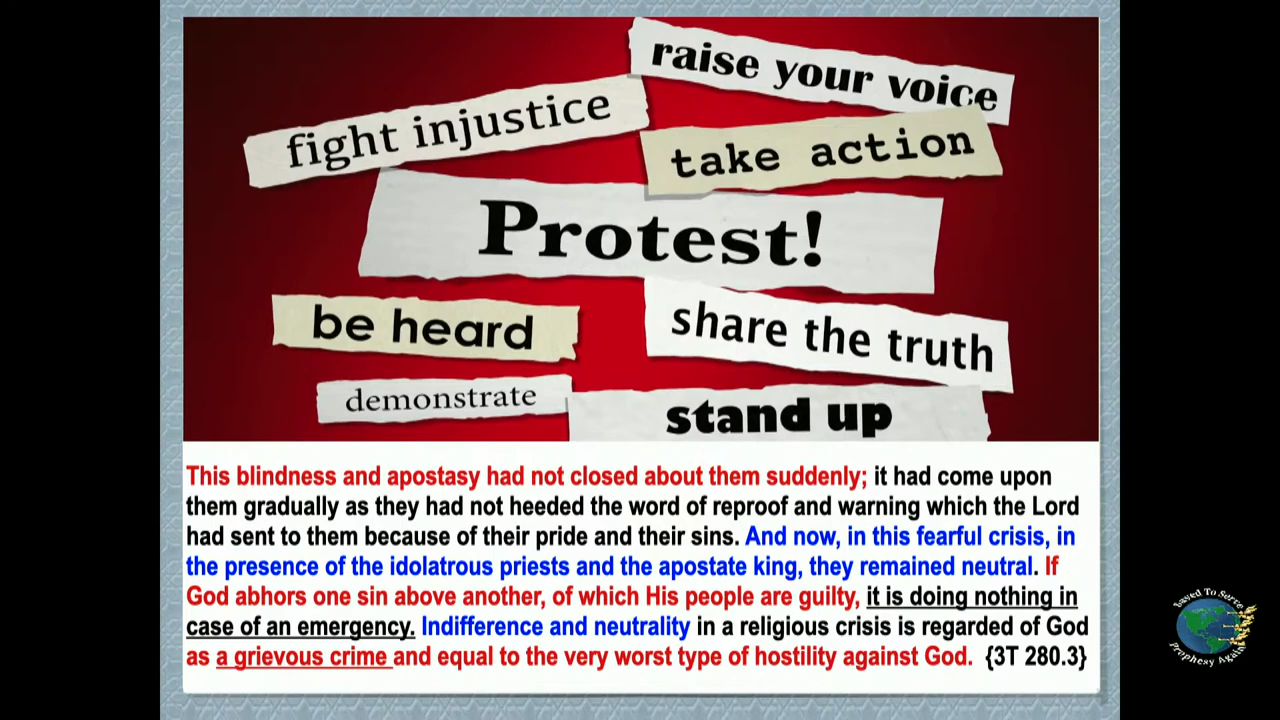 raise your voice
fight injustice
take action
Protest!
be heard
share the truth
demonstrate
stand up
This blindness and apostasy had not closed about them suddenly; it had come upon
them gradually as they had not heeded the word of reproof and warning which the Lord
had sent to them because of their pride and their sins. And now, in this fearful crisis, in
the presence of the idolatrous priests and the apostate king, they remained neutral. If
God abhors one sin above another, of which His people are guilty, it is doing nothing in
case of an emergency. Indifference and neutrality in a religious crisis is regarded of God
as a grievous crime and equal to the very worst type of hostility against God. {3T 280.3}
To Serve
Prophesy Again